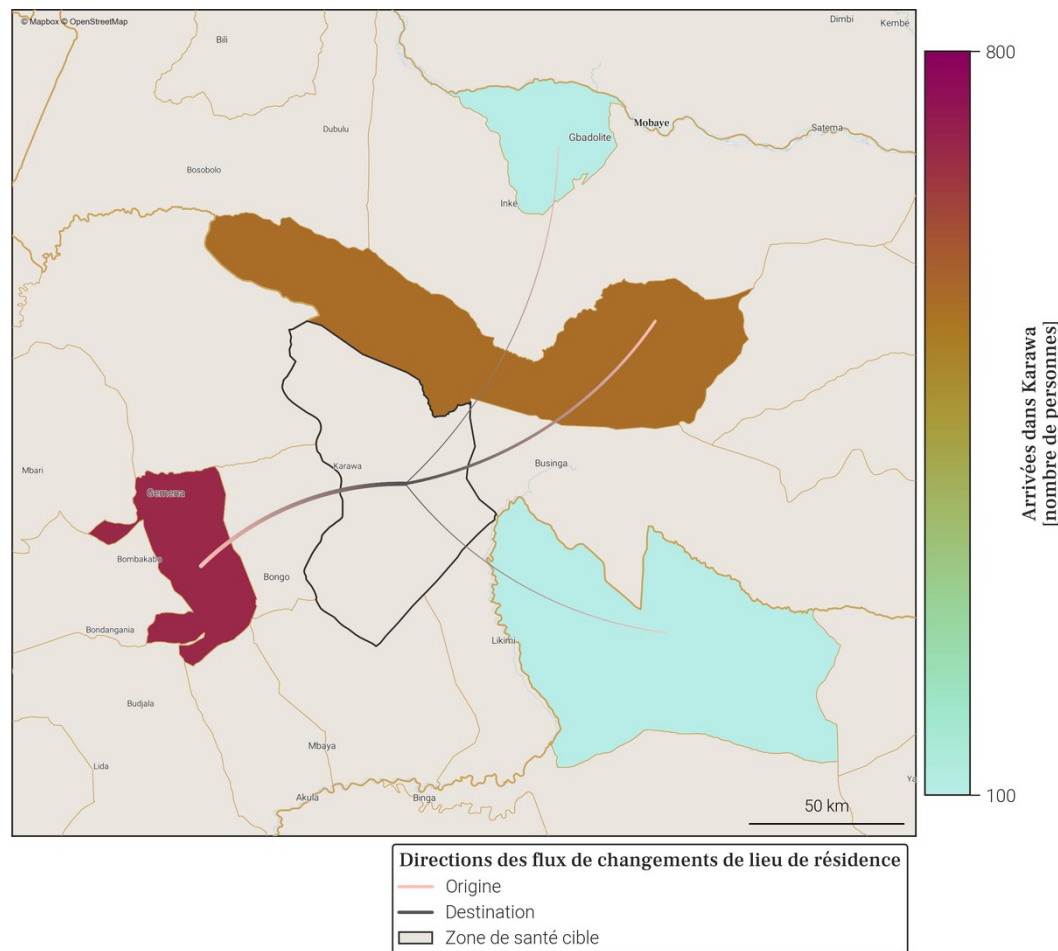 © Mapbox © OpenStreetMap
Dimbi
Kembé
Bili
Dubulu
Mobaye
Satema
Gbadolite
Bosobolo
Inké
Mbari
Karawa
Businga
Gemena
Bombakabo
Bongo
Bondangania
Likimi
Budjala
Mbaya
Lida
Ya
Akula
Binga
50 km
800
100
Arrivées dans Karawa
[nombre de personnes]
Directions des flux de changements de lieu de résidence
Origine
Destination
Zone de santé cible